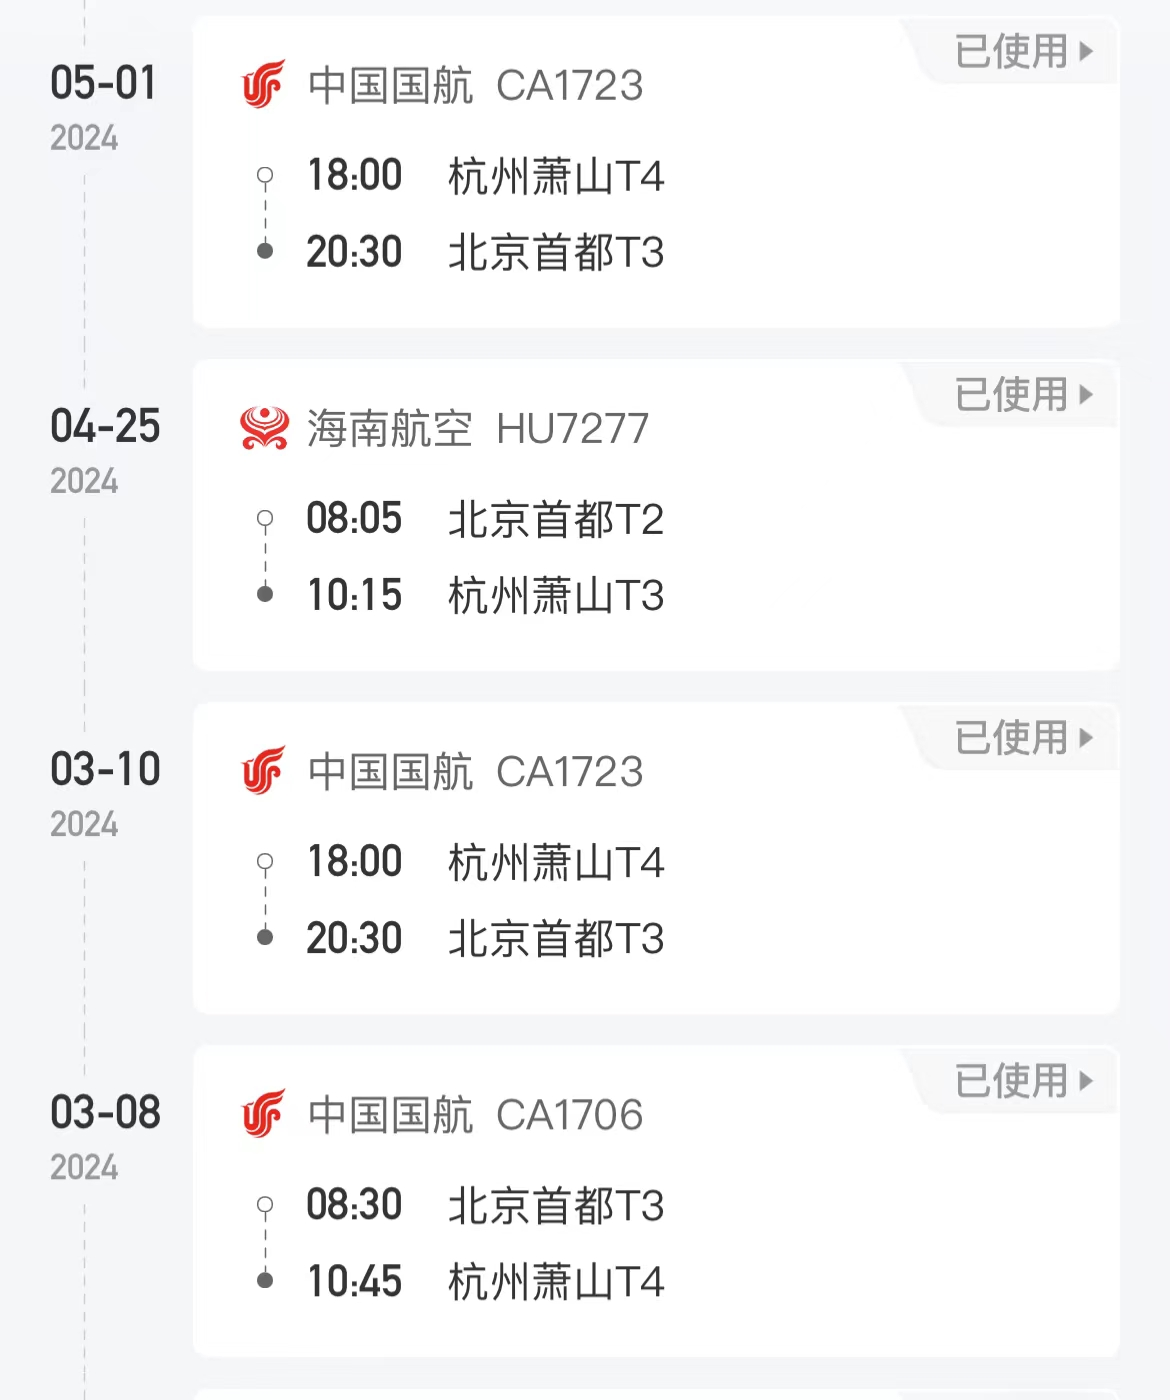 已使用
05-01
中国国航 CA1723
2024
18:00 杭州萧山T4
20:30 北京首都T3
已使用
04-25
海南航空 HU7277
2024
08:05 北京首都T2
10:15 杭州萧山T3
已使用
03-10
中国国航 CA1723
2024
18:00 杭州萧山T4
20:30 北京首都T3
已使用
03-08
中国国航 CA1706
2024
08:30 北京首都T3
10:45 杭州萧山T4